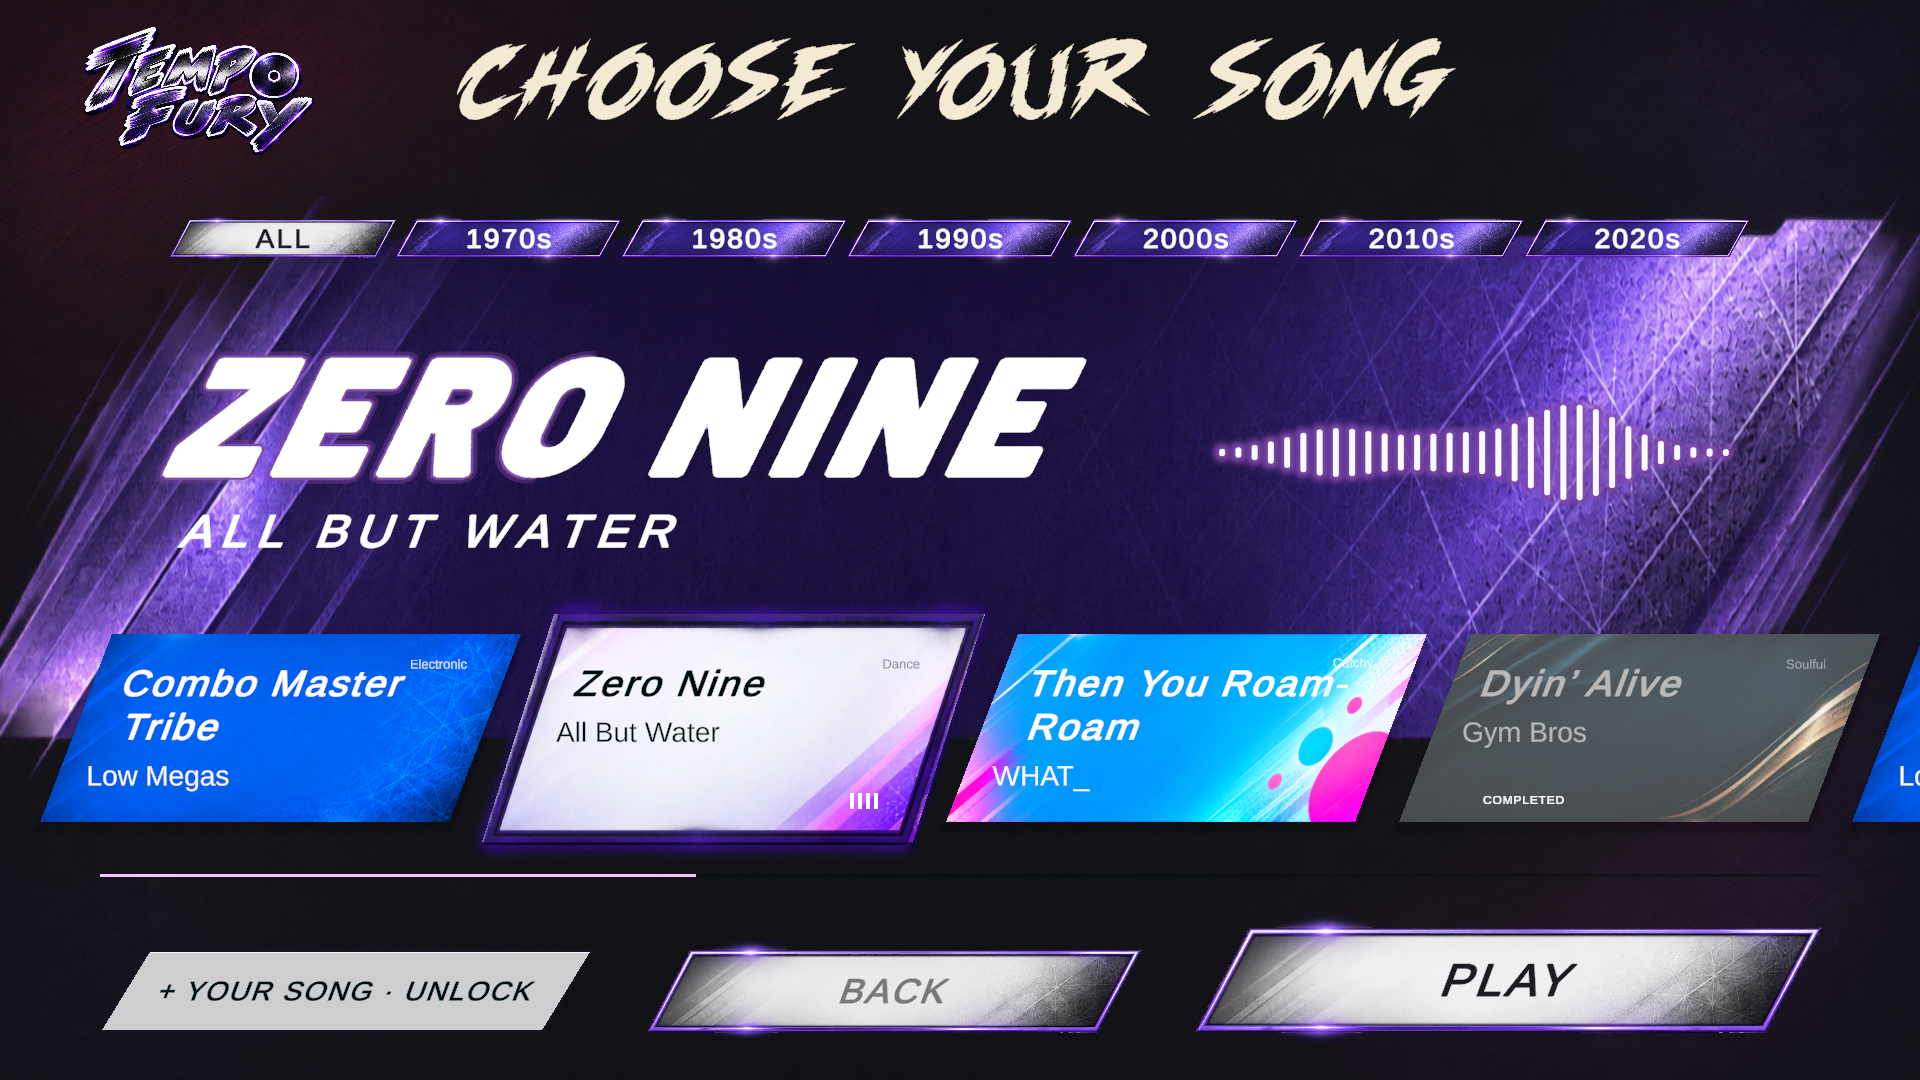 TEMPO
FURY
CHOOSE YOUR SONG
ALL
1970s
1980s
1990s
2000s
2010s
2020s
ZERO NINE
ALL BUT WATER
Electronic
Combo Master
Tribe
Low Megas
Dance
Zero Nine
All But Water
Catchy
Then You Roam-
Roam
WHAT_
Soulful
Dyin’ Alive
Gym Bros
COMPLETED
+ YOUR SONG · UNLOCK
BACK
PLAY